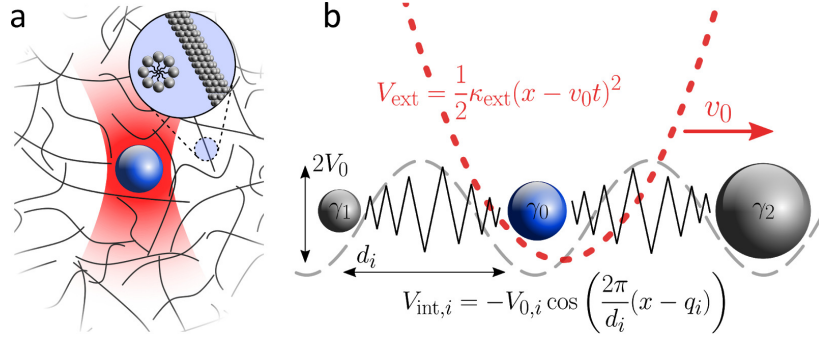 a
b
V_ext = 1/2 κ_ext (x − v_0 t)^2
v_0
2V_0
γ_1
γ_0
γ_2
d_i
V_int,i = −V_0,i cos ( 2π/d_i (x − q_i) )